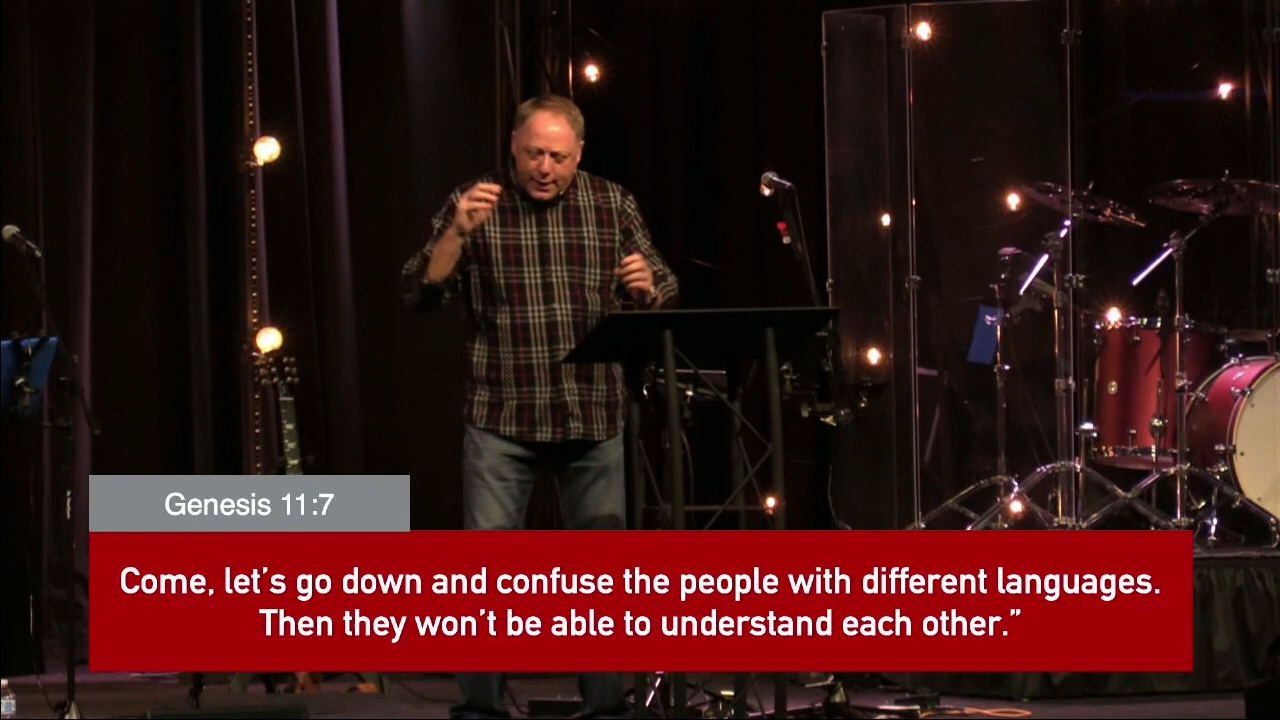 Genesis 11:7
Come, let’s go down and confuse the people with different languages.
Then they won’t be able to understand each other.”